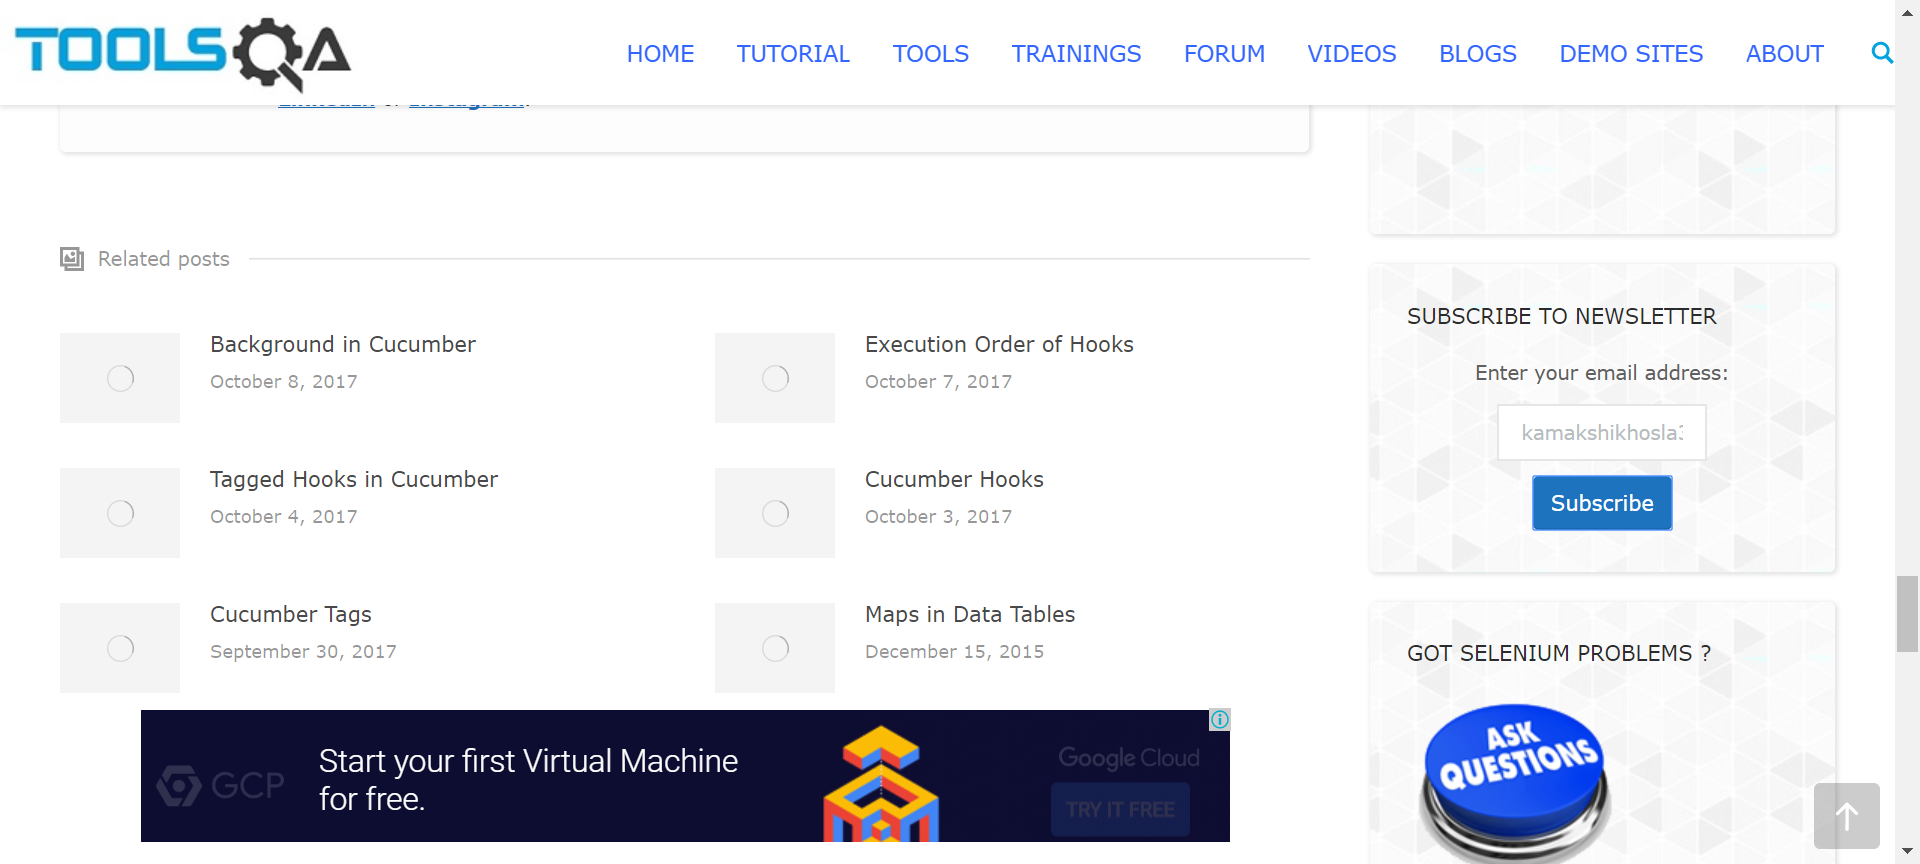 TOOLSQA
HOME TUTORIAL TOOLS TRAININGS FORUM VIDEOS BLOGS DEMO SITES ABOUT
Related posts
Background in Cucumber
October 8, 2017
Execution Order of Hooks
October 7, 2017
Tagged Hooks in Cucumber
October 4, 2017
Cucumber Hooks
October 3, 2017
Cucumber Tags
September 30, 2017
Maps in Data Tables
December 15, 2015
GCP
Start your first Virtual Machine
for free.
Google Cloud
TRY IT FREE
SUBSCRIBE TO NEWSLETTER
Enter your email address:
kamakshikhosla
Subscribe
GOT SELENIUM PROBLEMS ?
ASK
QUESTIONS